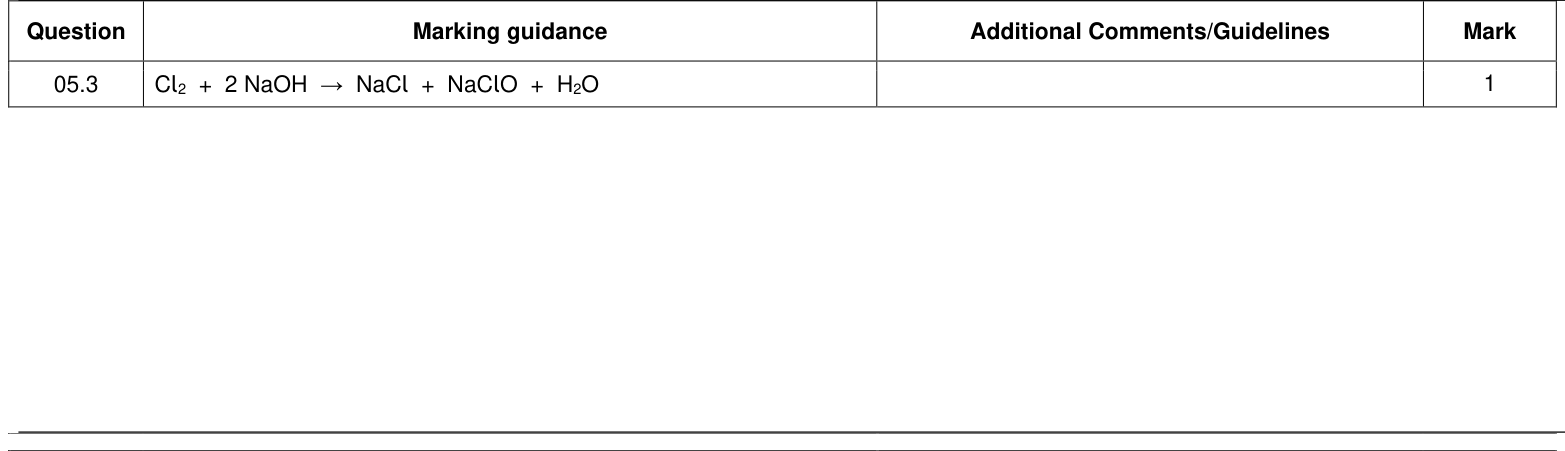 Question Marking guidance Additional Comments/Guidelines Mark
05.3 Cl₂ + 2 NaOH → NaCl + NaClO + H₂O 1